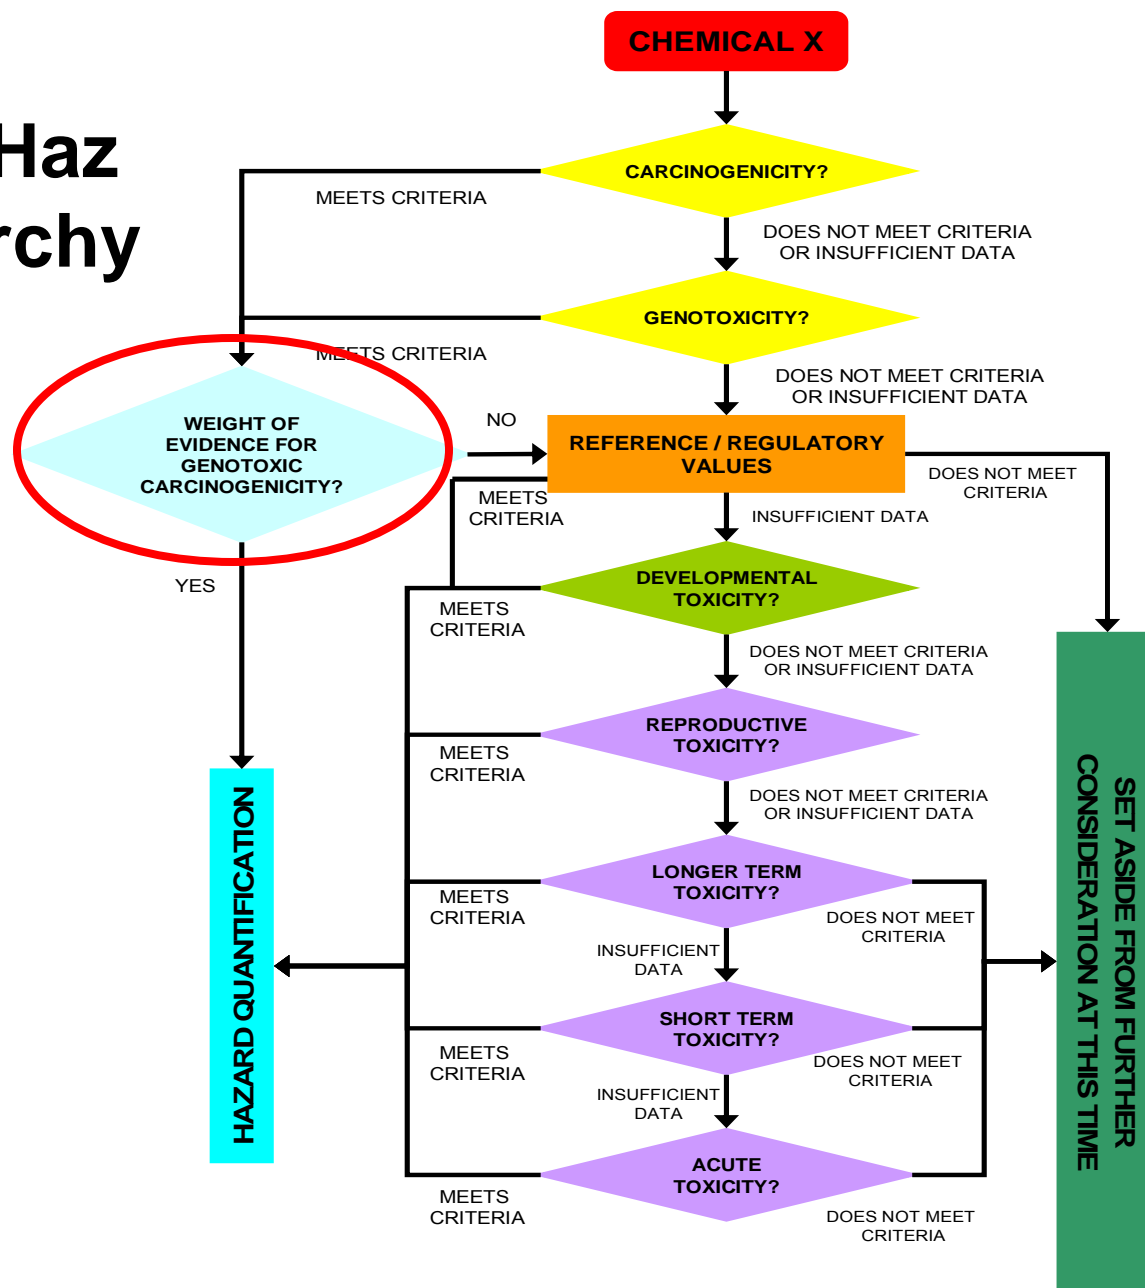 CHEMICAL X
Haz
rchy
CARCINOGENICITY?
MEETS CRITERIA
DOES NOT MEET CRITERIA
OR INSUFFICIENT DATA
GENOTOXICITY?
MEETS CRITERIA
DOES NOT MEET CRITERIA
OR INSUFFICIENT DATA
WEIGHT OF
EVIDENCE FOR
GENOTOXIC
CARCINOGENICITY?
NO
REFERENCE / REGULATORY
VALUES
DOES NOT MEET
CRITERIA
MEETS
CRITERIA
INSUFFICIENT DATA
YES
DEVELOPMENTAL
TOXICITY?
MEETS
CRITERIA
DOES NOT MEET CRITERIA
OR INSUFFICIENT DATA
REPRODUCTIVE
TOXICITY?
MEETS
CRITERIA
DOES NOT MEET CRITERIA
OR INSUFFICIENT DATA
LONGER TERM
TOXICITY?
MEETS
CRITERIA
DOES NOT MEET
CRITERIA
INSUFFICIENT
DATA
SHORT TERM
TOXICITY?
MEETS
CRITERIA
DOES NOT MEET
CRITERIA
INSUFFICIENT
DATA
ACUTE
TOXICITY?
MEETS
CRITERIA
DOES NOT MEET
CRITERIA
HAZARD QUANTIFICATION
SET ASIDE FROM FURTHER
CONSIDERATION AT THIS TIME